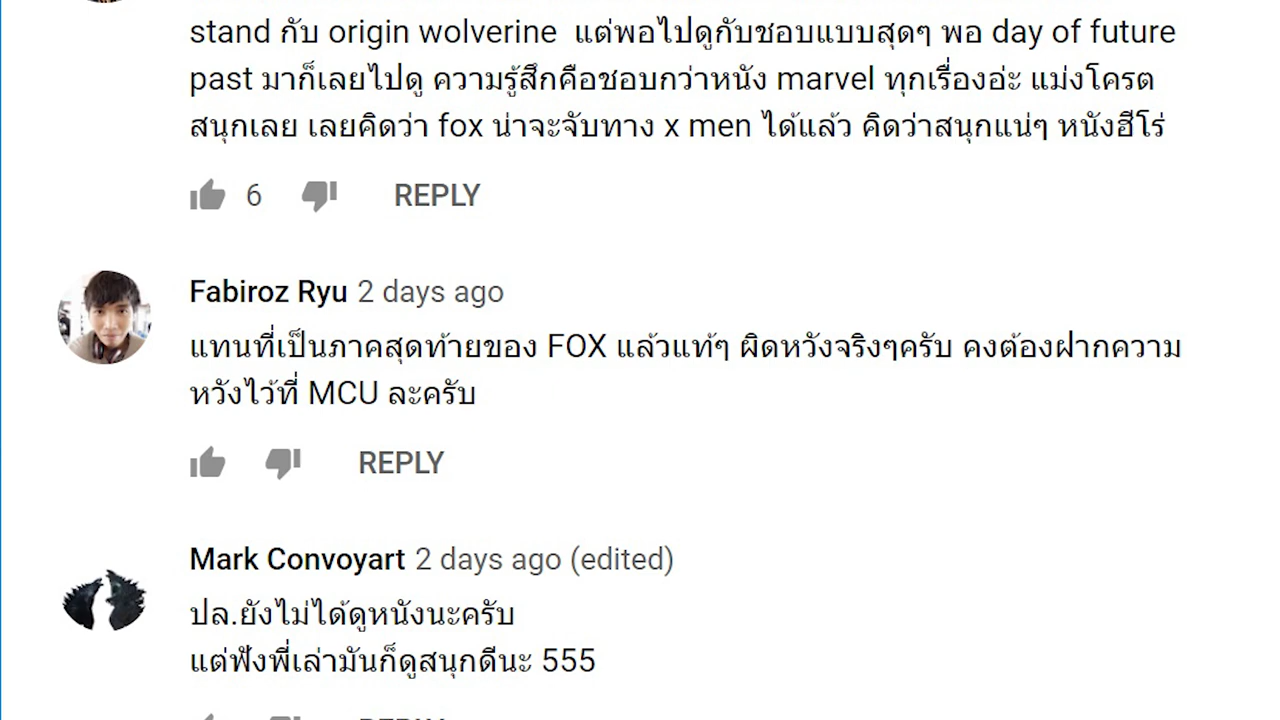 stand กับ origin wolverine แต่พอไปดูกับชอบแบบสุดๆ พอ day of future
past มาก็เลยไปดู ความรู้สึกคือชอบกว่าหนัง marvel ทุกเรื่องอ่ะ แม่งโครต
สนุกเลย เลยคิดว่า fox น่าจะจับทาง x men ได้แล้ว คิดว่าสนุกแน่ๆ หนังฮีโร่
6 REPLY
Fabiroz Ryu 2 days ago
แทนที่เป็นภาคสุดท้ายของ FOX แล้วแท้ๆ ผิดหวังจริงๆครับ คงต้องฝากความ
หวังไว้ที่ MCU ละครับ
REPLY
Mark Convoyart 2 days ago (edited)
ปล.ยังไม่ได้ดูหนังนะครับ
แต่ฟังพี่เล่ามันก็ดูสนุกดีนะ 555
REPLY